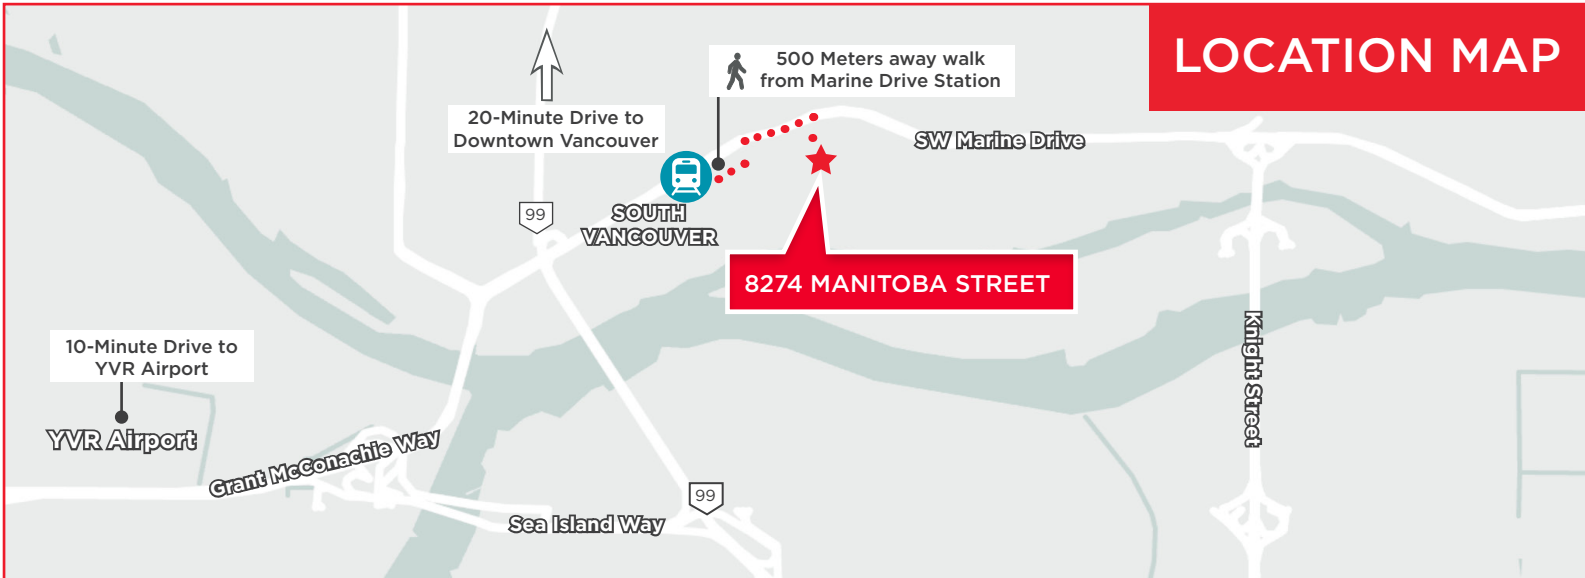 LOCATION MAP
500 Meters away walk
from Marine Drive Station
20-Minute Drive to
Downtown Vancouver
SW Marine Drive
99
SOUTH
VANCOUVER
8274 MANITOBA STREET
10-Minute Drive to
YVR Airport
YVR Airport
Knight Street
Grant McConachie Way
99
Sea Island Way